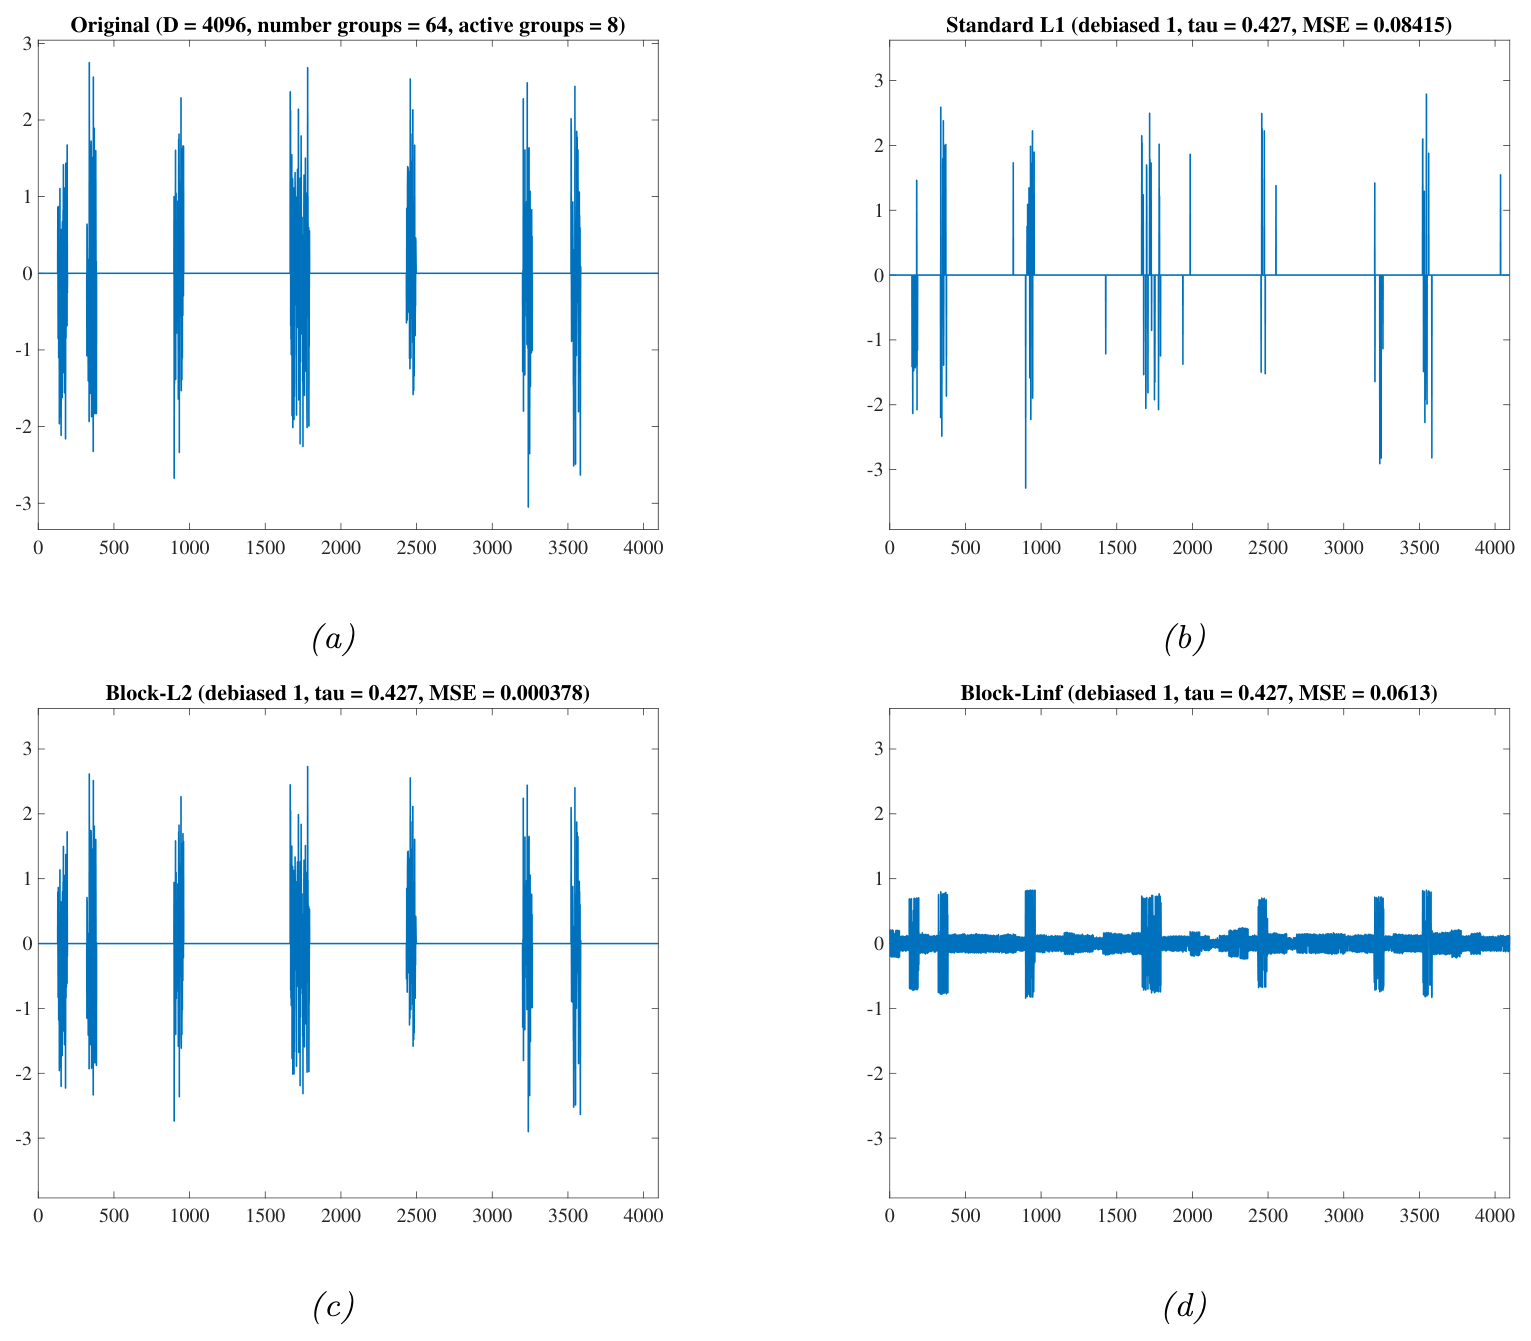 Original (D = 4096, number groups = 64, active groups = 8)
3
2
1
0
-1
-2
-3
0 500 1000 1500 2000 2500 3000 3500 4000
(a)
Standard L1 (debiased 1, tau = 0.427, MSE = 0.08415)
3
2
1
0
-1
-2
-3
0 500 1000 1500 2000 2500 3000 3500 4000
(b)
Block-L2 (debiased 1, tau = 0.427, MSE = 0.000378)
3
2
1
0
-1
-2
-3
0 500 1000 1500 2000 2500 3000 3500 4000
(c)
Block-Linf (debiased 1, tau = 0.427, MSE = 0.0613)
3
2
1
0
-1
-2
-3
0 500 1000 1500 2000 2500 3000 3500 4000
(d)